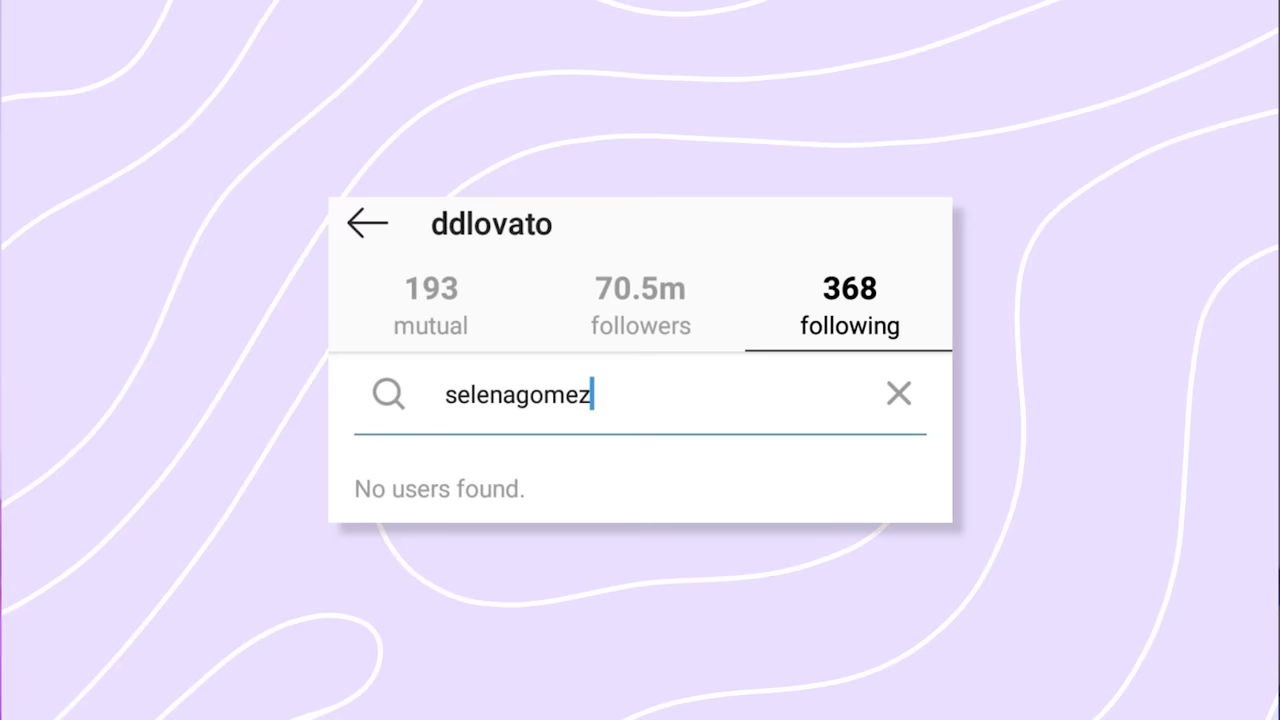 ddlovato
193 70.5m 368
mutual followers following
selenagomez
No users found.